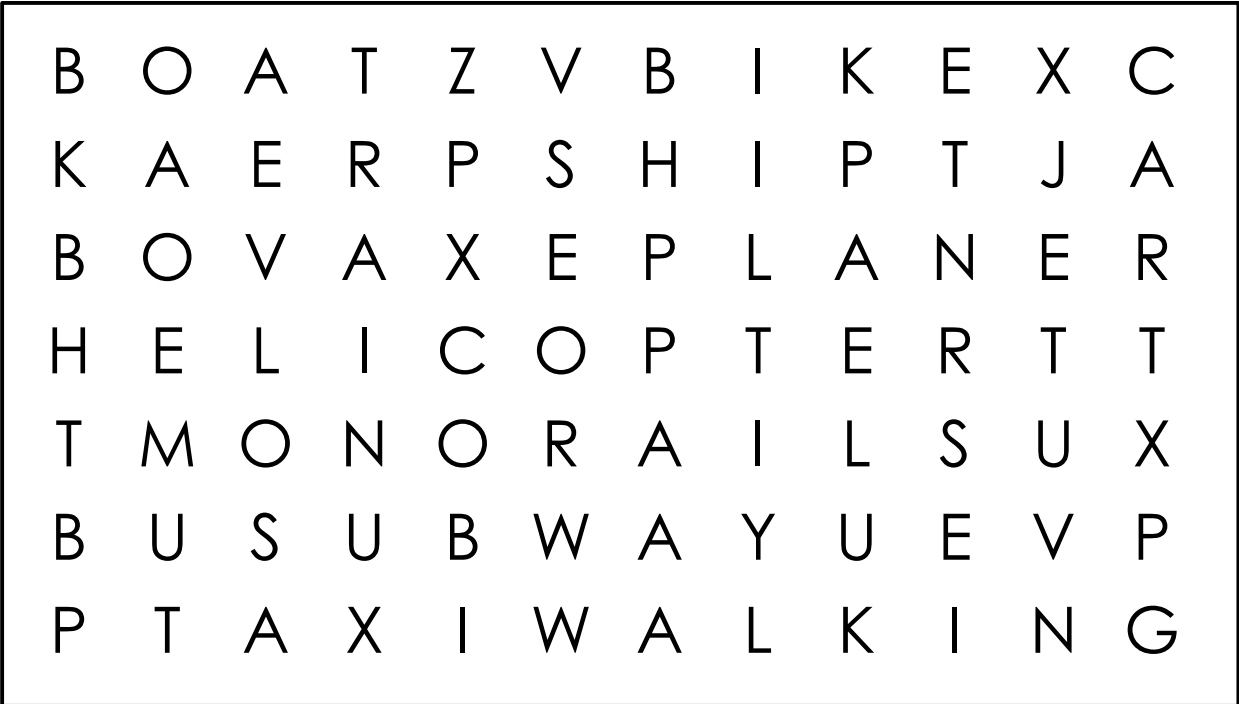 B O A T Z V B I K E X C
K A E R P S H I P T J A
B O V A X E P L A N E R
H E L I C O P T E R T T
T M O N O R A I L S U X
B U S U B W A Y U E V P
P T A X I W A L K I N G